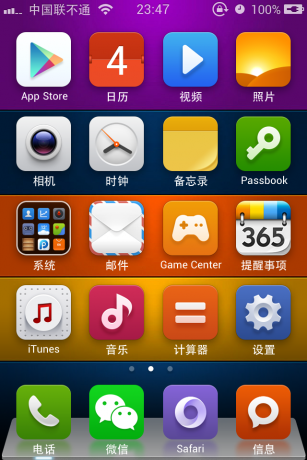 中国联不通 23:47 100%
4
App Store 日历 视频 照片
相机 时钟 备忘录 Passbook
365
系统 邮件 Game Center 提醒事项
iTunes 音乐 计算器 设置
电话 微信 Safari 信息